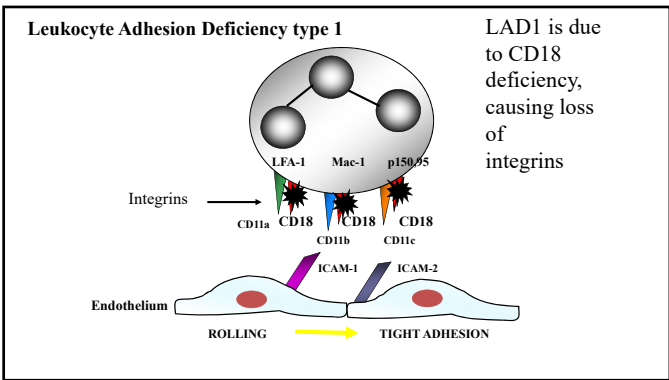 Leukocyte Adhesion Deficiency type 1
LAD1 is due
to CD18
deficiency,
causing loss
of
integrins
LFA-1 Mac-1 p150,95
Integrins
CD11a CD18 CD18 CD18
CD11b CD11c
ICAM-1 ICAM-2
Endothelium
ROLLING TIGHT ADHESION